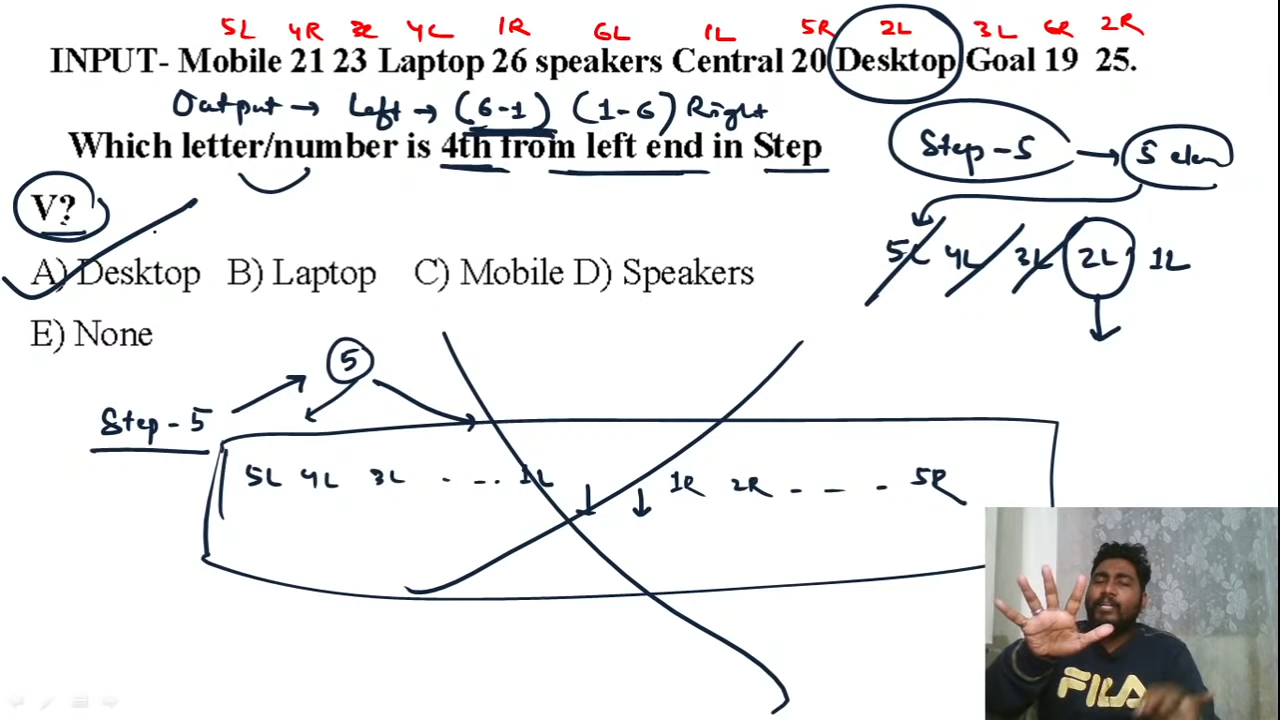 5L 4R 3R 4L 1R 6L 1L 5R 2L 3L 6R 2R
INPUT- Mobile 21 23 Laptop 26 speakers Central 20 Desktop Goal 19 25.
Output → Left → (6-1) (1-6) Right
Which letter/number is 4th from left end in Step
V?
Step-5 → 5 elem
5L 4L 3L 2L 1L
A) Desktop B) Laptop C) Mobile D) Speakers
E) None
5
Step-5
5L 4L 3L . . . . 1L 1R 2R - - - 5R
FILA